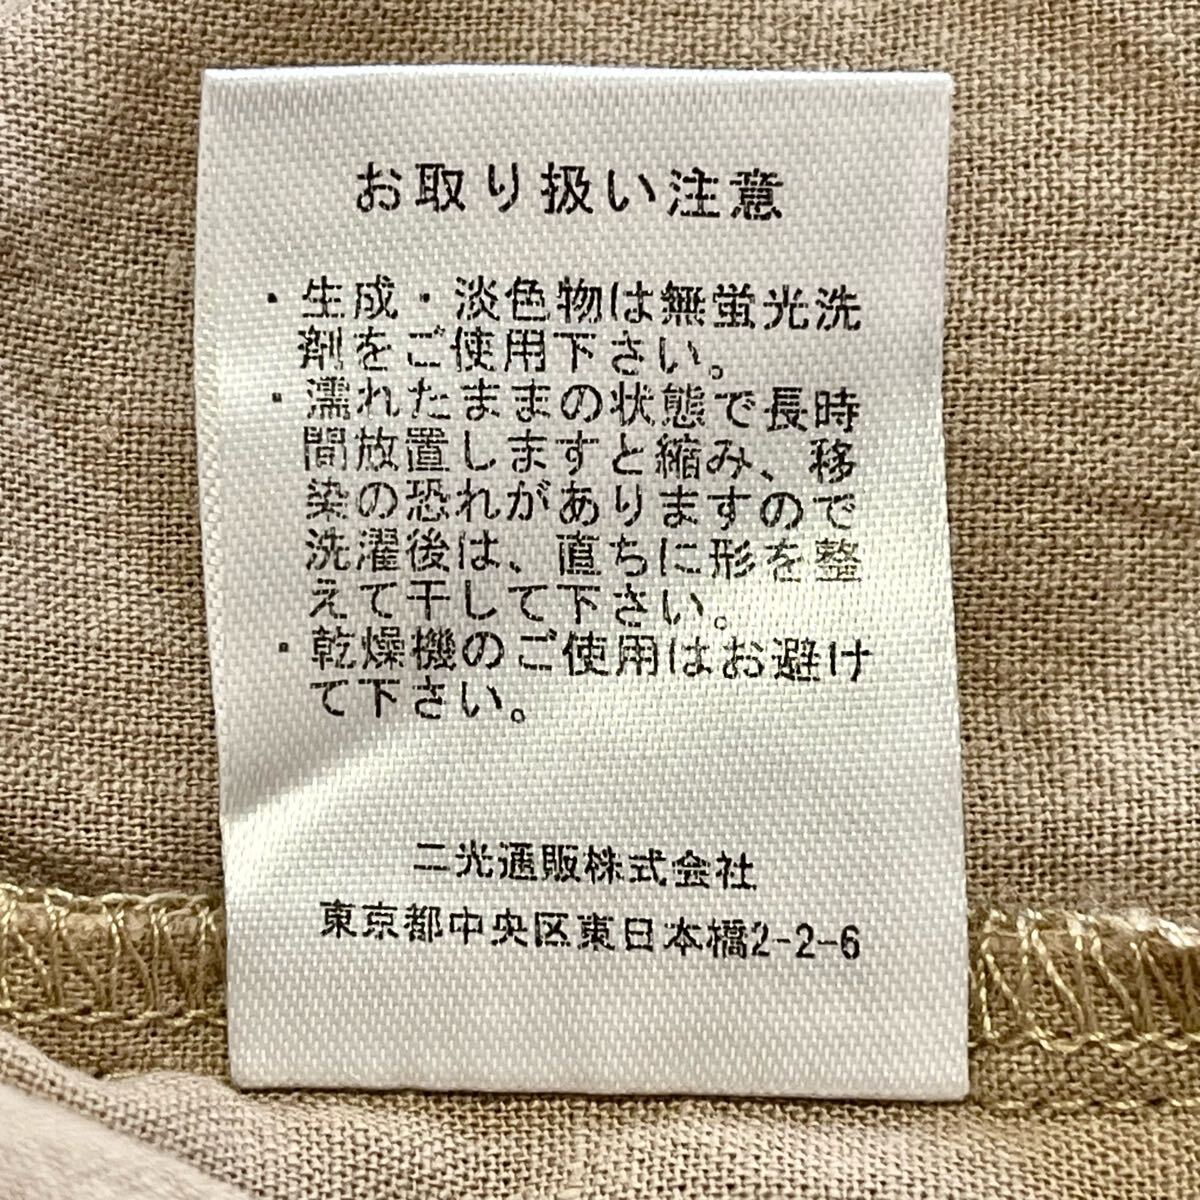 お取り扱い注意
・生成・淡色物は無蛍光洗
剤をご使用下さい。
・濡れたままの状態で長時
間放置しますと縮み、移
染の恐れがありますので
洗濯後は、直ちに形を整
えて干して下さい。
・乾燥機のご使用はお避け
て下さい。
二光通販株式会社
東京都中央区東日本橋2-2-6